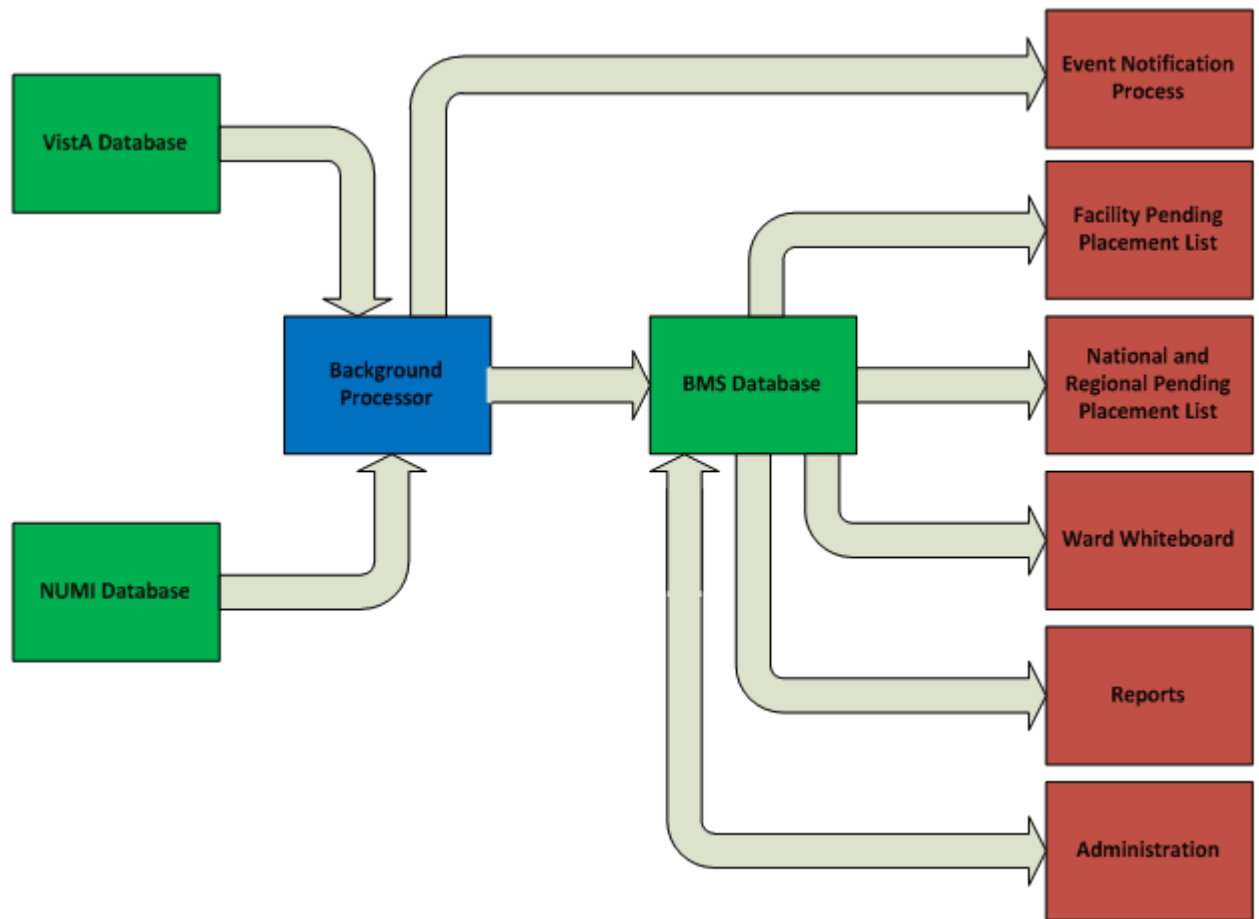 Event Notification
Process
VistA Database
Facility Pending
Placement List
Background
Processor
BMS Database
National and
Regional Pending
Placement List
Ward Whiteboard
NUMI Database
Reports
Administration